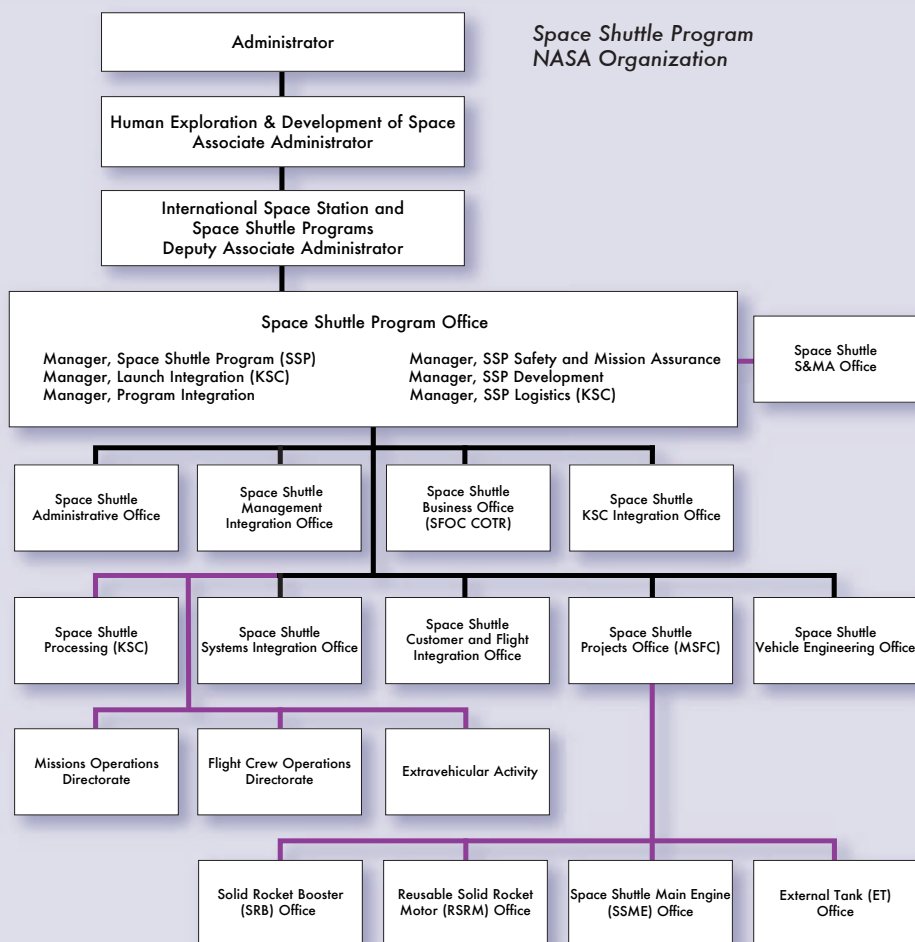 Space Shuttle Program
NASA Organization
Administrator
Human Exploration & Development of Space
Associate Administrator
International Space Station and
Space Shuttle Programs
Deputy Associate Administrator
Space Shuttle Program Office
Manager, Space Shuttle Program (SSP)
Manager, Launch Integration (KSC)
Manager, Program Integration
Manager, SSP Safety and Mission Assurance
Manager, SSP Development
Manager, SSP Logistics (KSC)
Space Shuttle
S&MA Office
Space Shuttle
Administrative Office
Space Shuttle
Management
Integration Office
Space Shuttle
Business Office
(SFOC COTR)
Space Shuttle
KSC Integration Office
Space Shuttle
Processing (KSC)
Space Shuttle
Systems Integration Office
Space Shuttle
Customer and Flight
Integration Office
Space Shuttle
Projects Office (MSFC)
Space Shuttle
Vehicle Engineering Office
Missions Operations
Directorate
Flight Crew Operations
Directorate
Extravehicular Activity
Solid Rocket Booster
(SRB) Office
Reusable Solid Rocket
Motor (RSRM) Office
Space Shuttle Main Engine
(SSME) Office
External Tank (ET)
Office